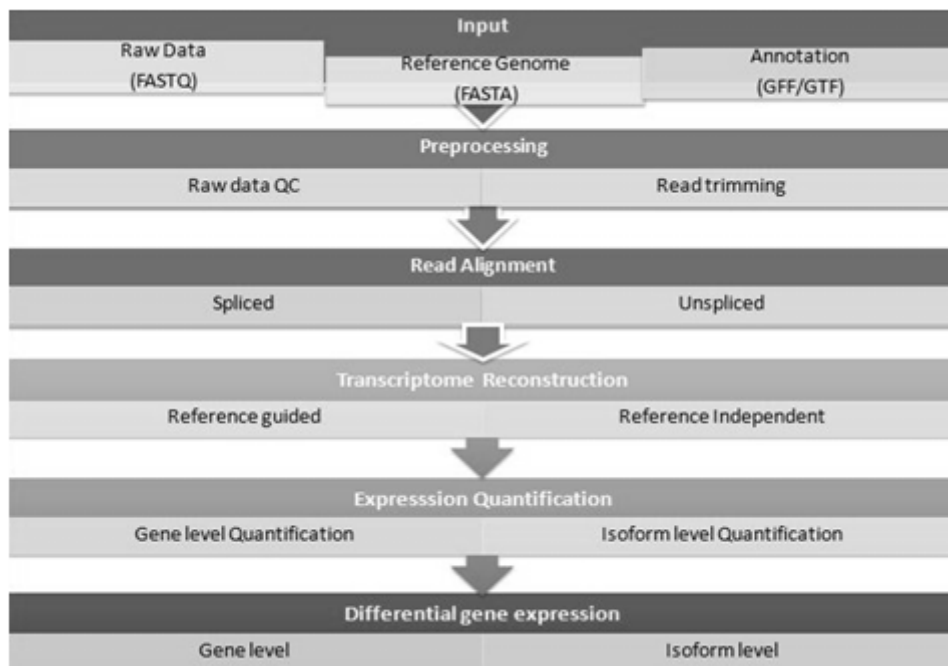 Input
Raw Data
(FASTQ)
Reference Genome
(FASTA)
Annotation
(GFF/GTF)
Preprocessing
Raw data QC
Read trimming
Read Alignment
Spliced
Unspliced
Transcriptome Reconstruction
Reference guided
Reference Independent
Expresssion Quantification
Gene level Quantification
Isoform level Quantification
Differential gene expression
Gene level
Isoform level